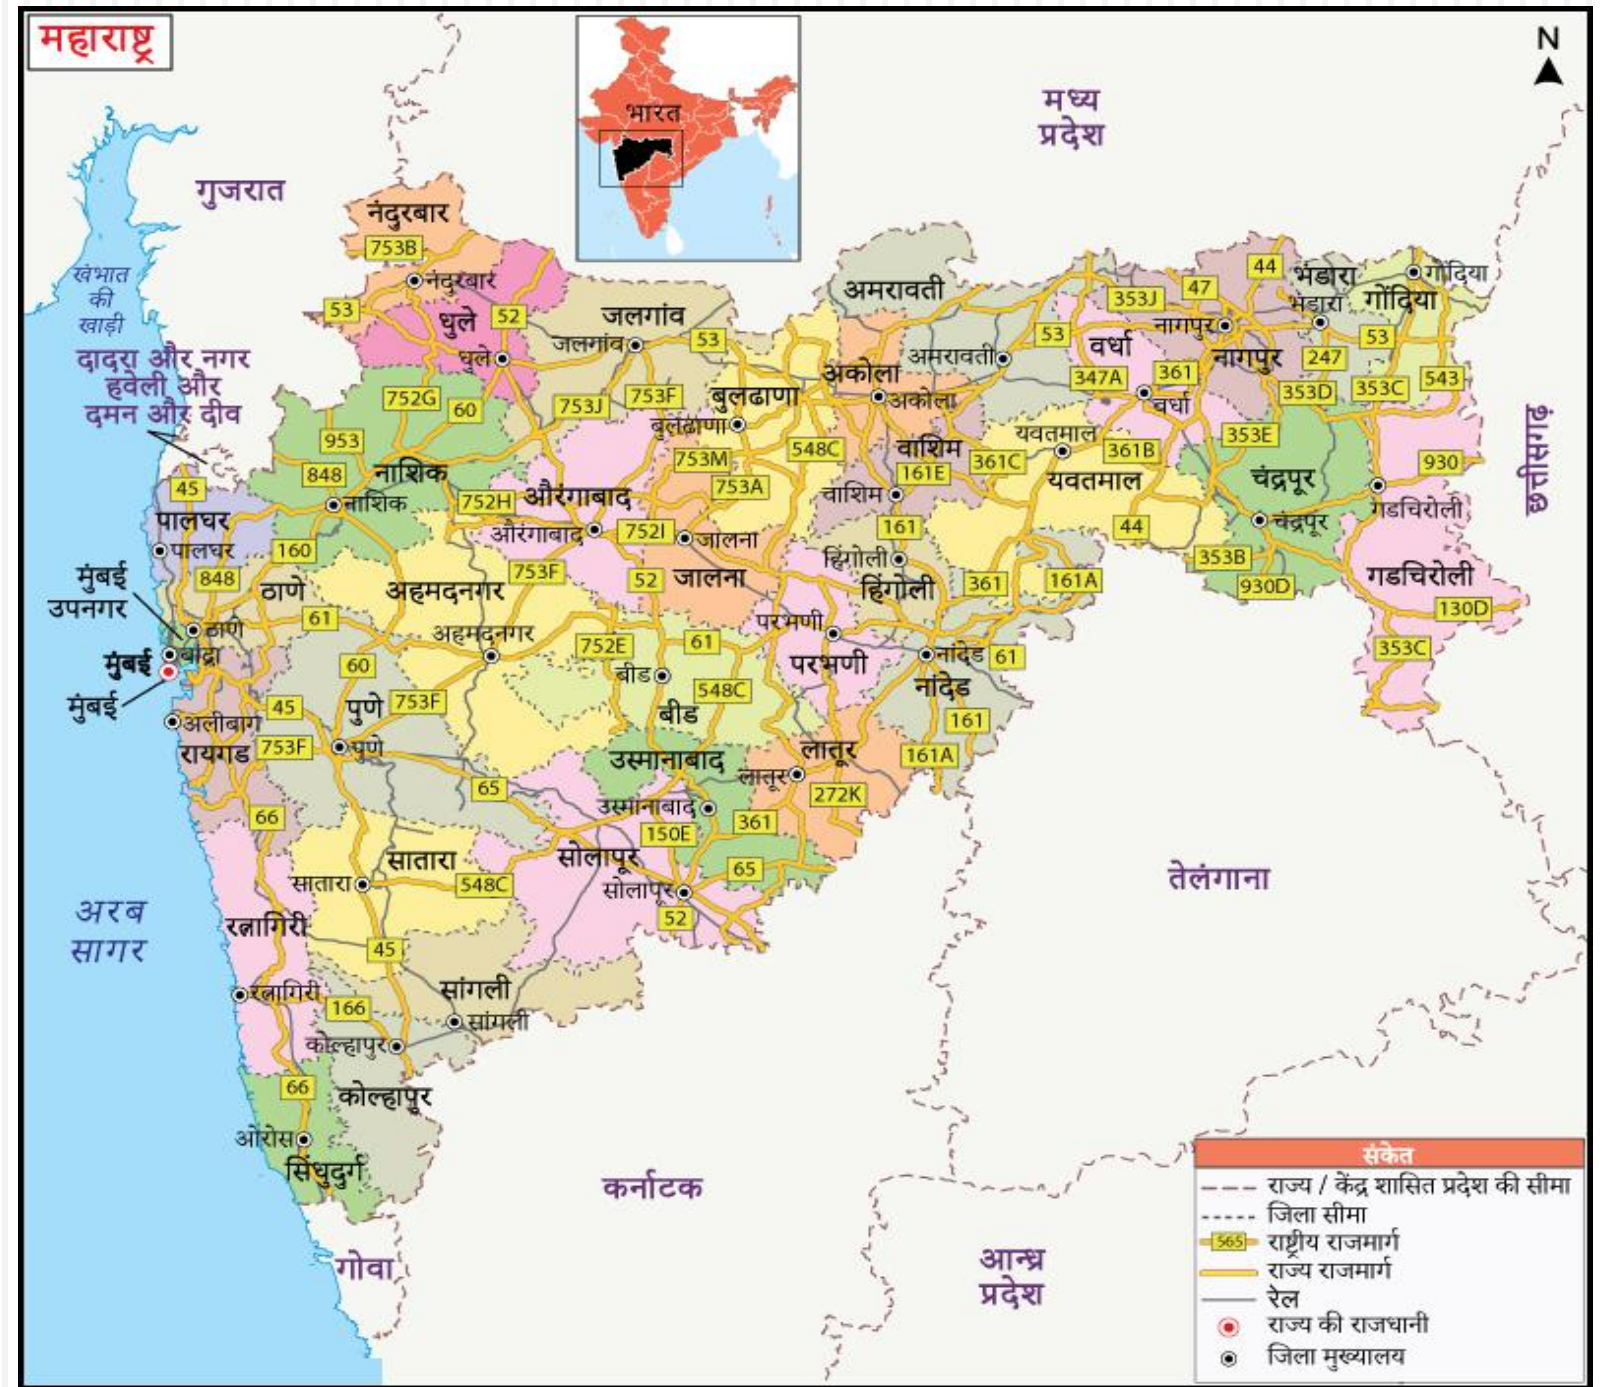 महाराष्ट्र
N
भारत
मध्य
प्रदेश
गुजरात
खंभात
की
खाड़ी
दादरा और नगर
हवेली और
दमन और दीव
नंदुरबार
753B
नंदुरबार
53
धुले
52
धुले
जलगांव
जलगांव
53
753J
753F
752G
60
953
848
नाशिक
नाशिक
752H
160
45
पालघर
पालघर
848
ठाणे
ठाणे
मुंबई
उपनगर
बांद्रा
मुंबई
मुंबई
अलीबाग
रायगड
753F
45
60
61
पुणे
753F
पुणे
66
65
अहमदनगर
अहमदनगर
753F
औरंगाबाद
औरंगाबाद
752I
52
जालना
जालना
बुलढाणा
बुलढाणा
753M
753A
548C
अकोला
अकोला
अमरावती
अमरावती
53
वाशिम
161E
वाशिम
161
361C
यवतमाल
361B
यवतमाल
44
347A
361
वर्धा
वर्धा
353J
47
44
नागपुर
नागपुर
भंडारा
भंडारा
247
353D
53
गोंदिया
गोंदिया
353C
543
353E
चंद्रपूर
चंद्रपूर
353B
930D
930
गडचिरोली
गडचिरोली
130D
353C
छत्तीसगढ़
हिंगोली
हिंगोली
361
161A
परभणी
परभणी
नांदेड
61
नांदेड
161
161A
752E
61
बीड
548C
बीड
उस्मानाबाद
उस्मानाबाद
150E
361
65
लातूर
लातूर
272K
सोलापूर
सोलापूर
52
सातारा
सातारा
548C
45
रत्नागिरी
रत्नागिरी
166
सांगली
सांगली
कोल्हापुर
कोल्हापुर
66
ओरोस
सिंधुदुर्ग
अरब
सागर
गोवा
कर्नाटक
तेलंगाना
आन्ध्र
प्रदेश
संकेत
राज्य / केंद्र शासित प्रदेश की सीमा
जिला सीमा
565 राष्ट्रीय राजमार्ग
राज्य राजमार्ग
रेल
राज्य की राजधानी
जिला मुख्यालय